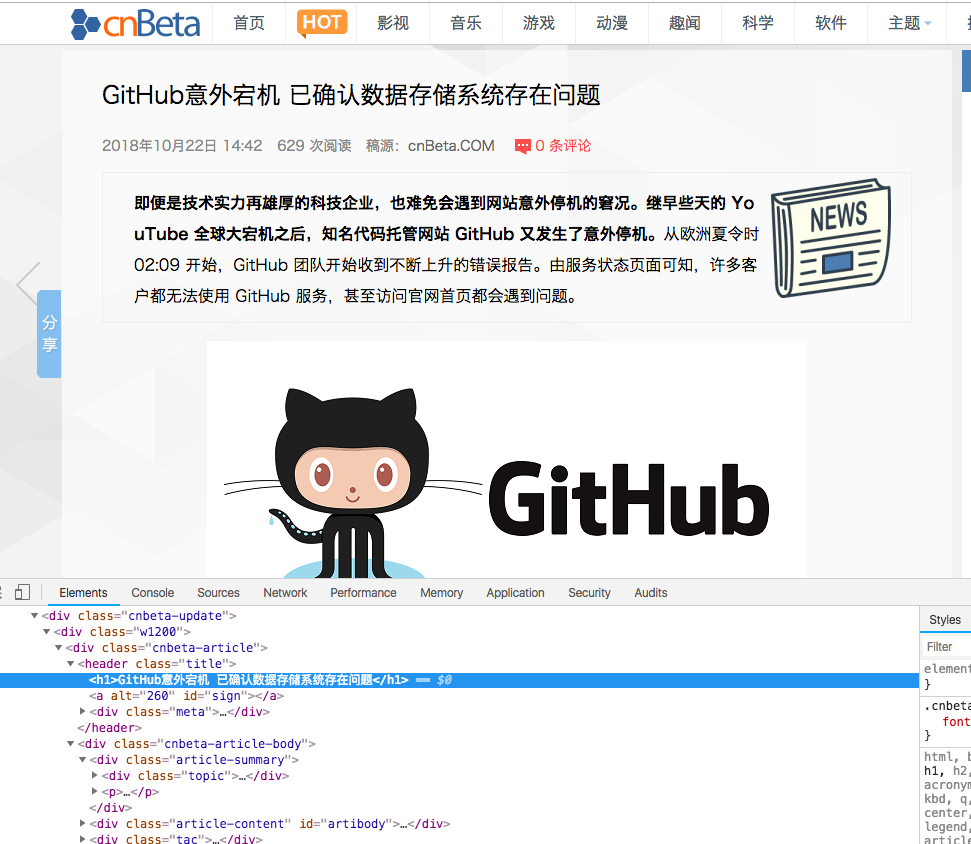 cnBeta 首页 HOT 影视 音乐 游戏 动漫 趣闻 科学 软件 主题
GitHub意外宕机 已确认数据存储系统存在问题
2018年10月22日 14:42 629 次阅读 稿源：cnBeta.COM 0 条评论
即便是技术实力再雄厚的科技企业，也难免会遇到网站意外停机的窘况。继早些天的 Yo
uTube 全球大宕机之后，知名代码托管网站 GitHub 又发生了意外停机。从欧洲夏令时
02:09 开始，GitHub 团队开始收到不断上升的错误报告。由服务状态页面可知，许多客
户都无法使用 GitHub 服务，甚至访问官网首页都会遇到问题。
NEWS
分
享
GitHub
Elements Console Sources Network Performance Memory Application Security Audits
<div class="cnbeta-update">
<div class="w1200">
<div class="cnbeta-article">
<header class="title">
<h1>GitHub意外宕机 已确认数据存储系统存在问题</h1> == $0
<a alt="260" id="sign"></a>
<div class="meta">…</div>
</header>
<div class="cnbeta-article-body">
<div class="article-summary">
<div class="topic">…</div>
<p>…</p>
</div>
<div class="article-content" id="artibody">…</div>
<div class="tac">…</div>
Styles
Filter
element
}
.cnbeta
font
}
html, b
h1, h2,
acronym
kbd, q,
center,
legend,
article